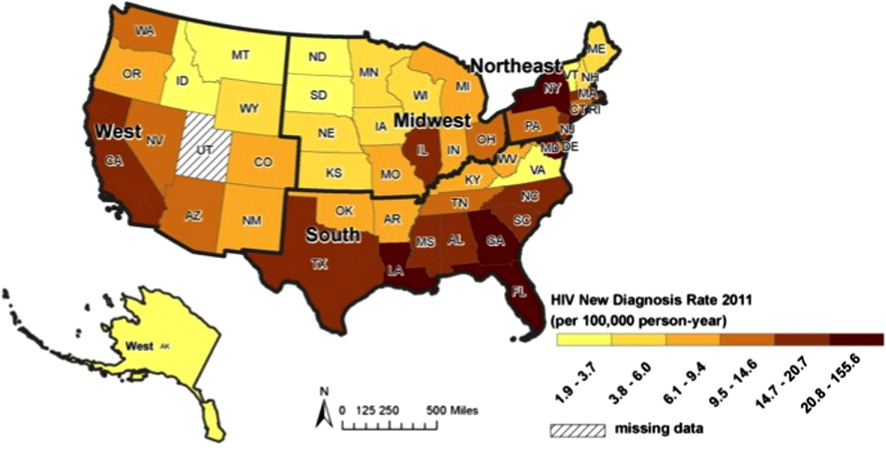 WA
MT
ND
MN
ME
Northeast
VT
NH
OR
ID
SD
WI
MI
NY
MA
CT
RI
WY
IA
Midwest
PA
NJ
West
NV
NE
IL
IN
OH
MD
DE
CA
UT
CO
KS
MO
WV
VA
KY
AZ
NM
OK
AR
TN
NC
South
SC
TX
LA
MS
AL
GA
FL
HIV New Diagnosis Rate 2011
(per 100,000 person-year)
1.9 - 3.7
3.8 - 6.0
6.1 - 9.4
9.5 - 14.6
14.7 - 20.7
20.8 - 155.6
West AK
N
0 125 250 500 Miles
missing data